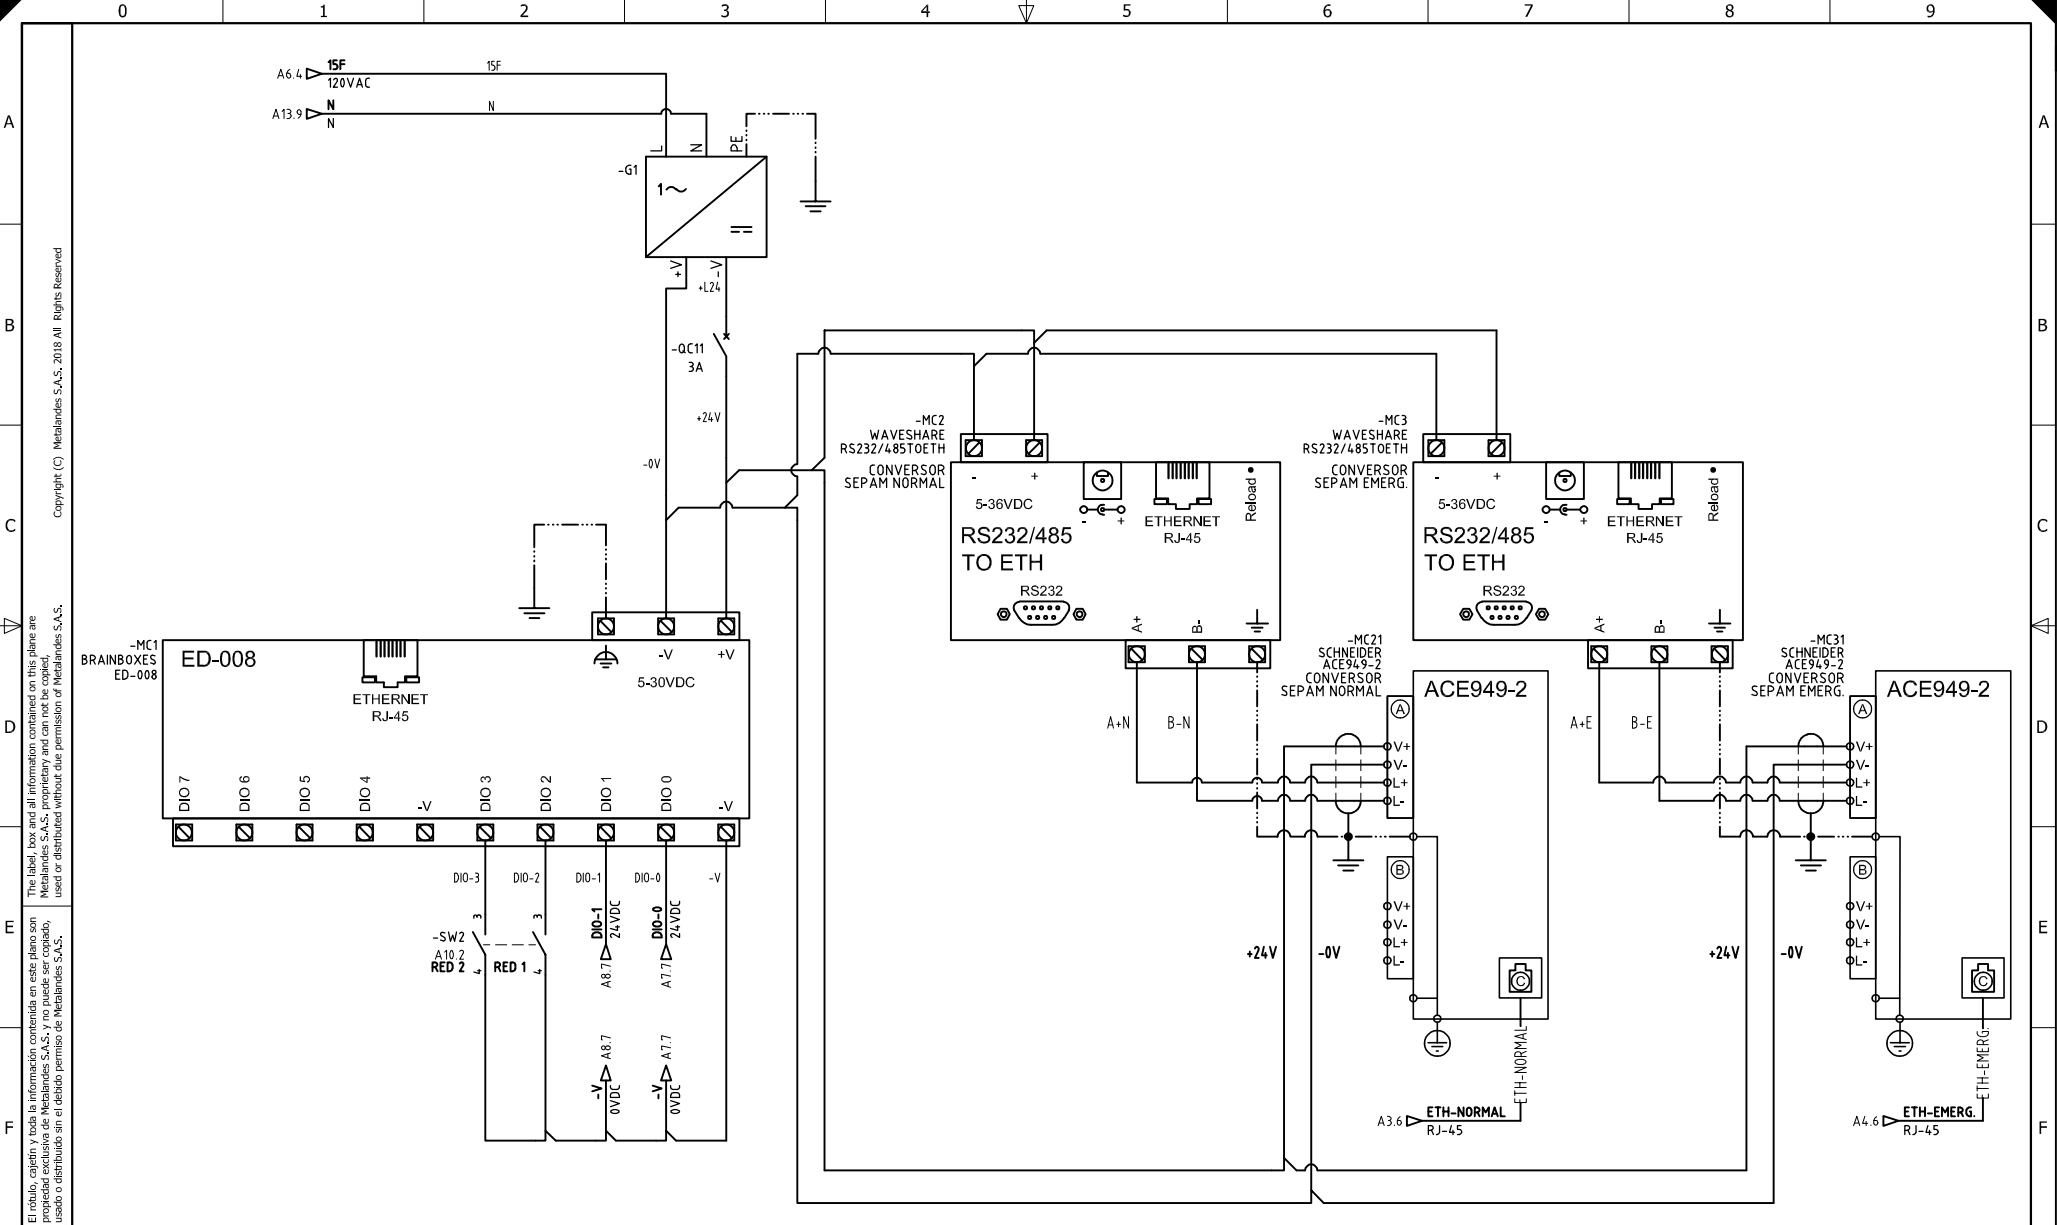 0 1 2 3 4 5 6 7 8 9
A
B
C
D
E
F
A
B
C
D
E
F
Copyright (C) Metalandes S.A.S. 2018 All Rights Reserved
The label, box and all information contained on this plane are
Metalandes S.A.S. proprietary and can not be copied,
used or distributed without due permission of Metalandes S.A.S.
El rótulo, cajetín y toda la información contenida en este plano son
propiedad exclusiva de Metalandes S.A.S. y no puede ser copiado,
usado o distribuido sin el debido permiso de Metalandes S.A.S.
A6.4 15F 15F
120VAC
A13.9 N N
N
L N PE
-G1
1~
+V -V
+L24
-QC11
3A
+24V
-0V
-MC1
BRAINBOXES
ED-008
ED-008
ETHERNET
RJ-45
-V +V
5-30VDC
DIO 7 DIO 6 DIO 5 DIO 4 -V DIO 3 DIO 2 DIO 1 DIO 0 -V
DIO-3 DIO-2 DIO-1 DIO-0 -V
3 3
-SW2
A10.2
RED 2 RED 1
4 4
DIO-1
24VDC
A8.7
DIO-0
24VDC
A7.7
A8.7
-V
0VDC
A7.7
-V
0VDC
-MC2
WAVESHARE
RS232/485TOETH
CONVERSOR
SEPAM NORMAL
- +
5-36VDC
- +
ETHERNET
RJ-45
Reload
RS232/485
TO ETH
RS232
A+ B-
A+N B-N
-MC21
SCHNEIDER
ACE949-2
CONVERSOR
SEPAM NORMAL
ACE949-2
A
V+
V-
L+
L-
B
V+
V-
L+
L-
+24V -0V
C
ETH-NORMAL
A3.6 ETH-NORMAL
RJ-45
-MC3
WAVESHARE
RS232/485TOETH
CONVERSOR
SEPAM EMERG.
- +
5-36VDC
- +
ETHERNET
RJ-45
Reload
RS232/485
TO ETH
RS232
A+ B-
A+E B-E
-MC31
SCHNEIDER
ACE949-2
CONVERSOR
SEPAM EMERG.
ACE949-2
A
V+
V-
L+
L-
B
V+
V-
L+
L-
+24V -0V
C
ETH-EMERG.
A4.6 ETH-EMERG.
RJ-45